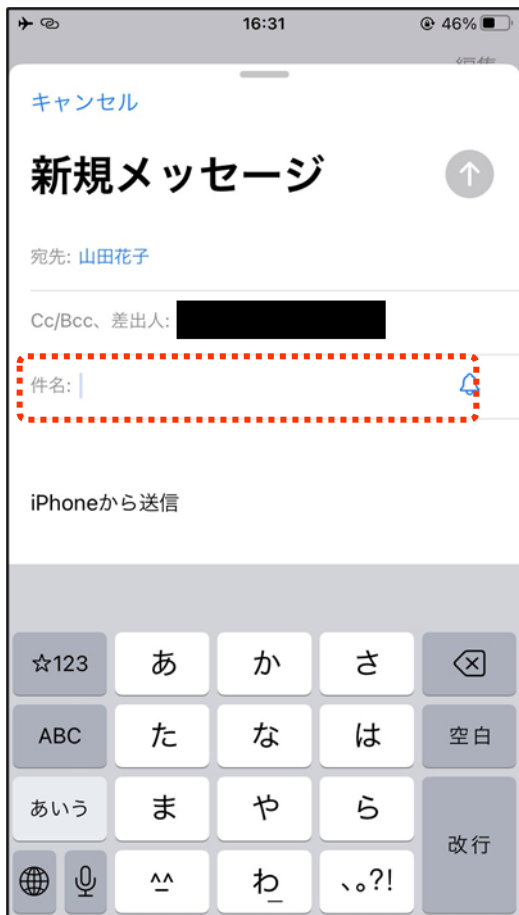 16:31 46%
編集
キャンセル
新規メッセージ
宛先: 山田花子
Cc/Bcc、差出人:
件名:
iPhoneから送信
☆123 あ か さ
ABC た な は 空白
あいう ま や ら
改行
^^ わ_ 、。?!